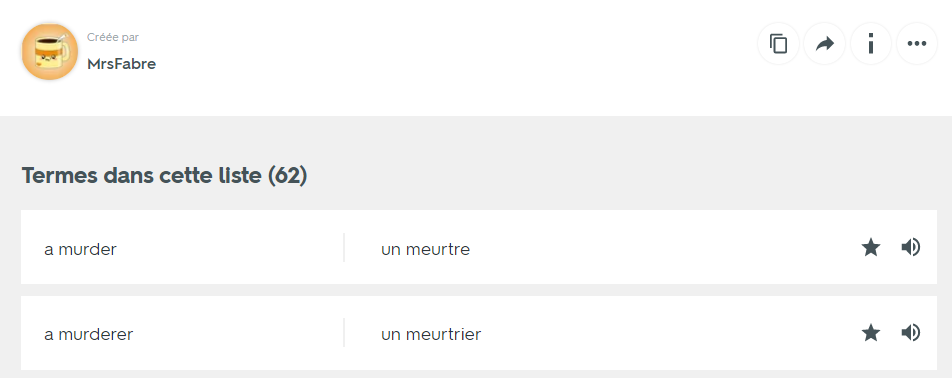 Créée par
MrsFabre
Termes dans cette liste (62)
a murder un meurtre
a murderer un meurtrier